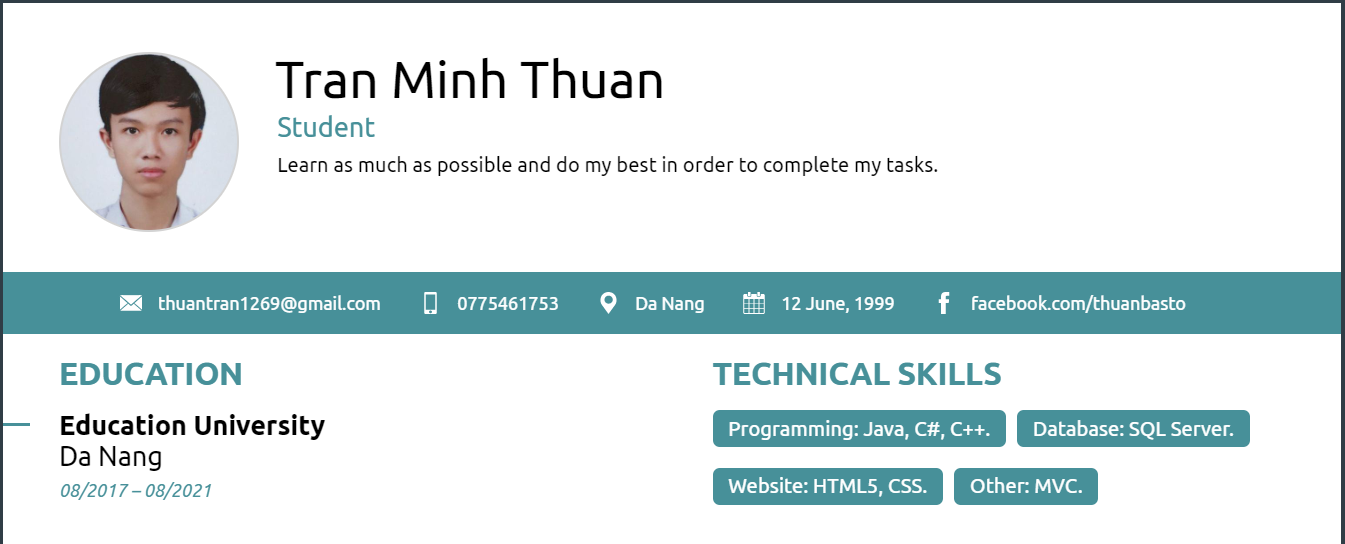 Tran Minh Thuan
Student
Learn as much as possible and do my best in order to complete my tasks.
thuantran1269@gmail.com 0775461753 Da Nang 12 June, 1999 facebook.com/thuanbasto
EDUCATION
Education University
Da Nang
08/2017 – 08/2021
TECHNICAL SKILLS
Programming: Java, C#, C++. Database: SQL Server.
Website: HTML5, CSS. Other: MVC.